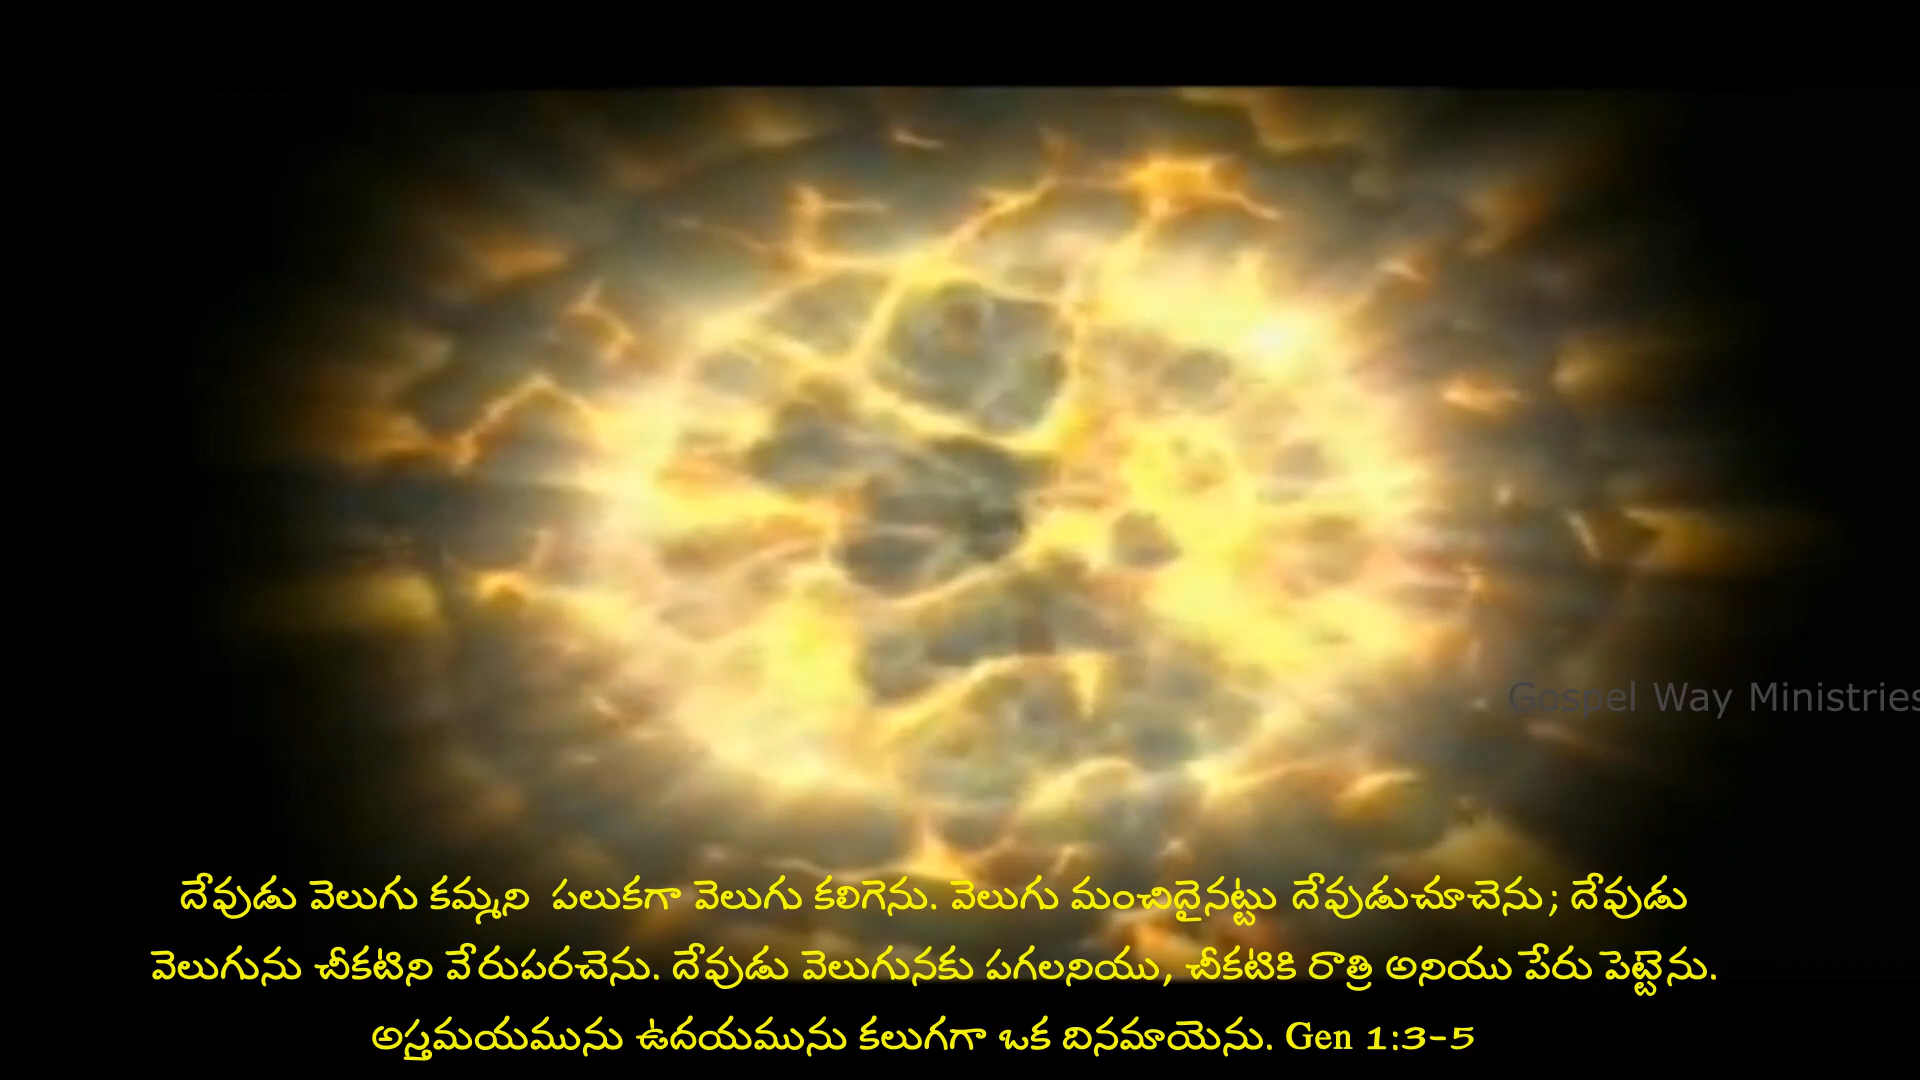 Gospel Way Ministries
దేవుడు వెలుగు కమ్మని పలుకగా వెలుగు కలిగెను. వెలుగు మంచిదైనట్టు దేవుడుచూచెను; దేవుడు
వెలుగును చీకటిని వేరుపరచెను. దేవుడు వెలుగునకు పగలనియు, చీకటికి రాత్రి అనియు పేరు పెట్టెను.
అస్తమయమును ఉదయమును కలుగగా ఒక దినమాయెను. Gen 1:3-5